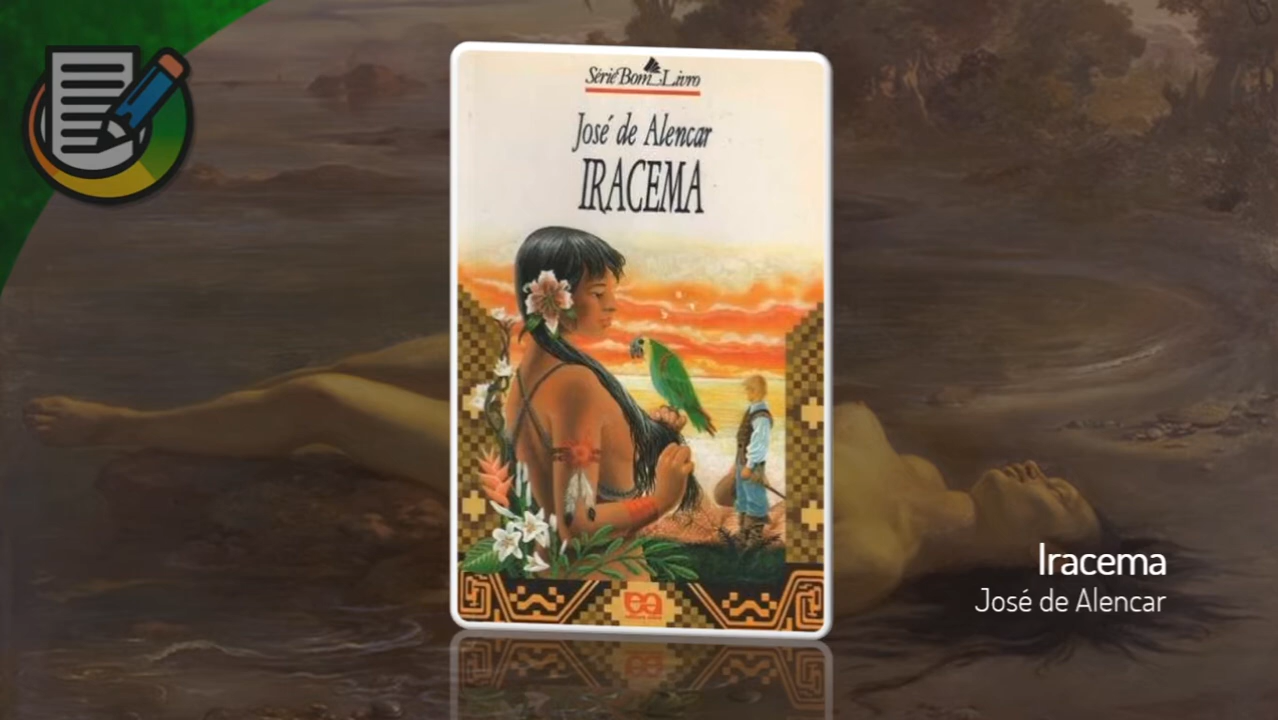 Série Bom Livro
José de Alencar
IRACEMA
Iracema
José de Alencar